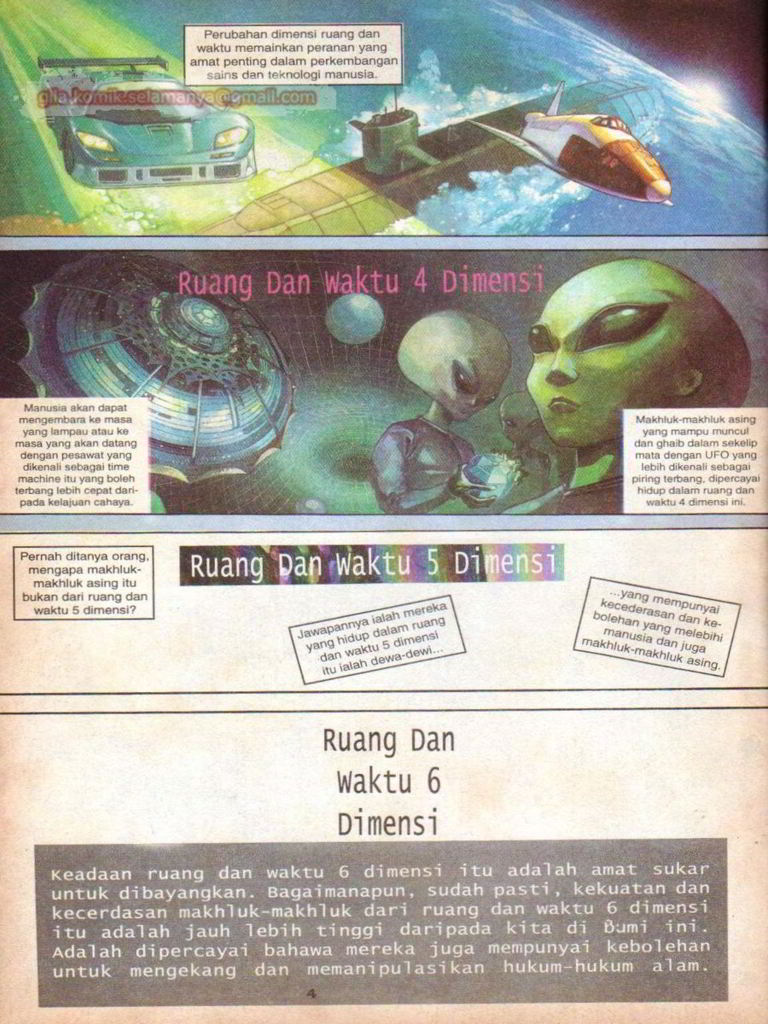 Perubahan dimensi ruang dan
waktu memainkan peranan yang
amat penting dalam perkembangan
sains dan teknologi manusia.
gila.komik.selamanya@gmail.com
Ruang Dan Waktu 4 Dimensi
Manusia akan dapat
mengembara ke masa
yang lampau atau ke
masa yang akan datang
dengan pesawat yang
dikenali sebagai time
machine itu yang boleh
terbang lebih cepat dari-
pada kelajuan cahaya.
Makhluk-makhluk asing
yang mampu muncul
dan ghaib dalam sekelip
mata dengan UFO yang
lebih dikenali sebagai
piring terbang, dipercayai
hidup dalam ruang dan
waktu 4 dimensi ini.
Ruang Dan Waktu 5 Dimensi
Pernah ditanya orang,
mengapa makhluk-
makhluk asing itu
bukan dari ruang dan
waktu 5 dimensi?
Jawapannya ialah mereka
yang hidup dalam ruang
dan waktu 5 dimensi
itu ialah dewa-dewi...
...yang mempunyai
kecederasan dan ke-
bolehan yang melebihi
manusia dan juga
makhluk-makhluk asing.
Ruang Dan
Waktu 6
Dimensi
Keadaan ruang dan waktu 6 dimensi itu adalah amat sukar
untuk dibayangkan. Bagaimanapun, sudah pasti, kekuatan dan
kecerdasan makhluk-makhluk dari ruang dan waktu 6 dimensi
itu adalah jauh lebih tinggi daripada kita di Bumi ini.
Adalah dipercayai bahawa mereka juga mempunyai kebolehan
untuk mengekang dan memanipulasikan hukum-hukum alam.
4